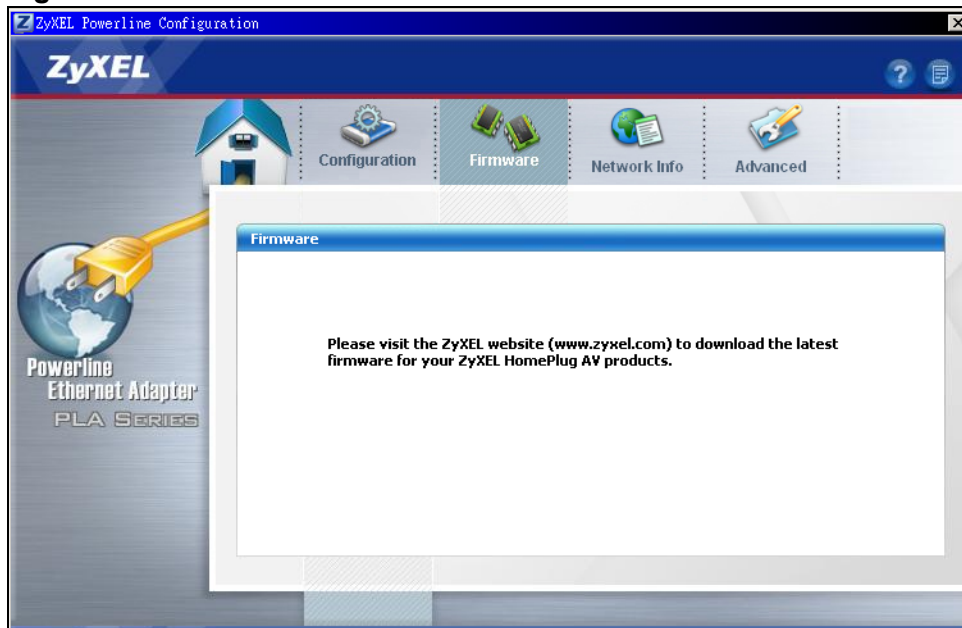 ZyXEL Powerline Configuration
ZyXEL
?
Configuration
Firmware
Network Info
Advanced
Firmware
Please visit the ZyXEL website (www.zyxel.com) to download the latest
firmware for your ZyXEL HomePlug AV products.
Powerline
Ethernet Adapter
PLA SERIES